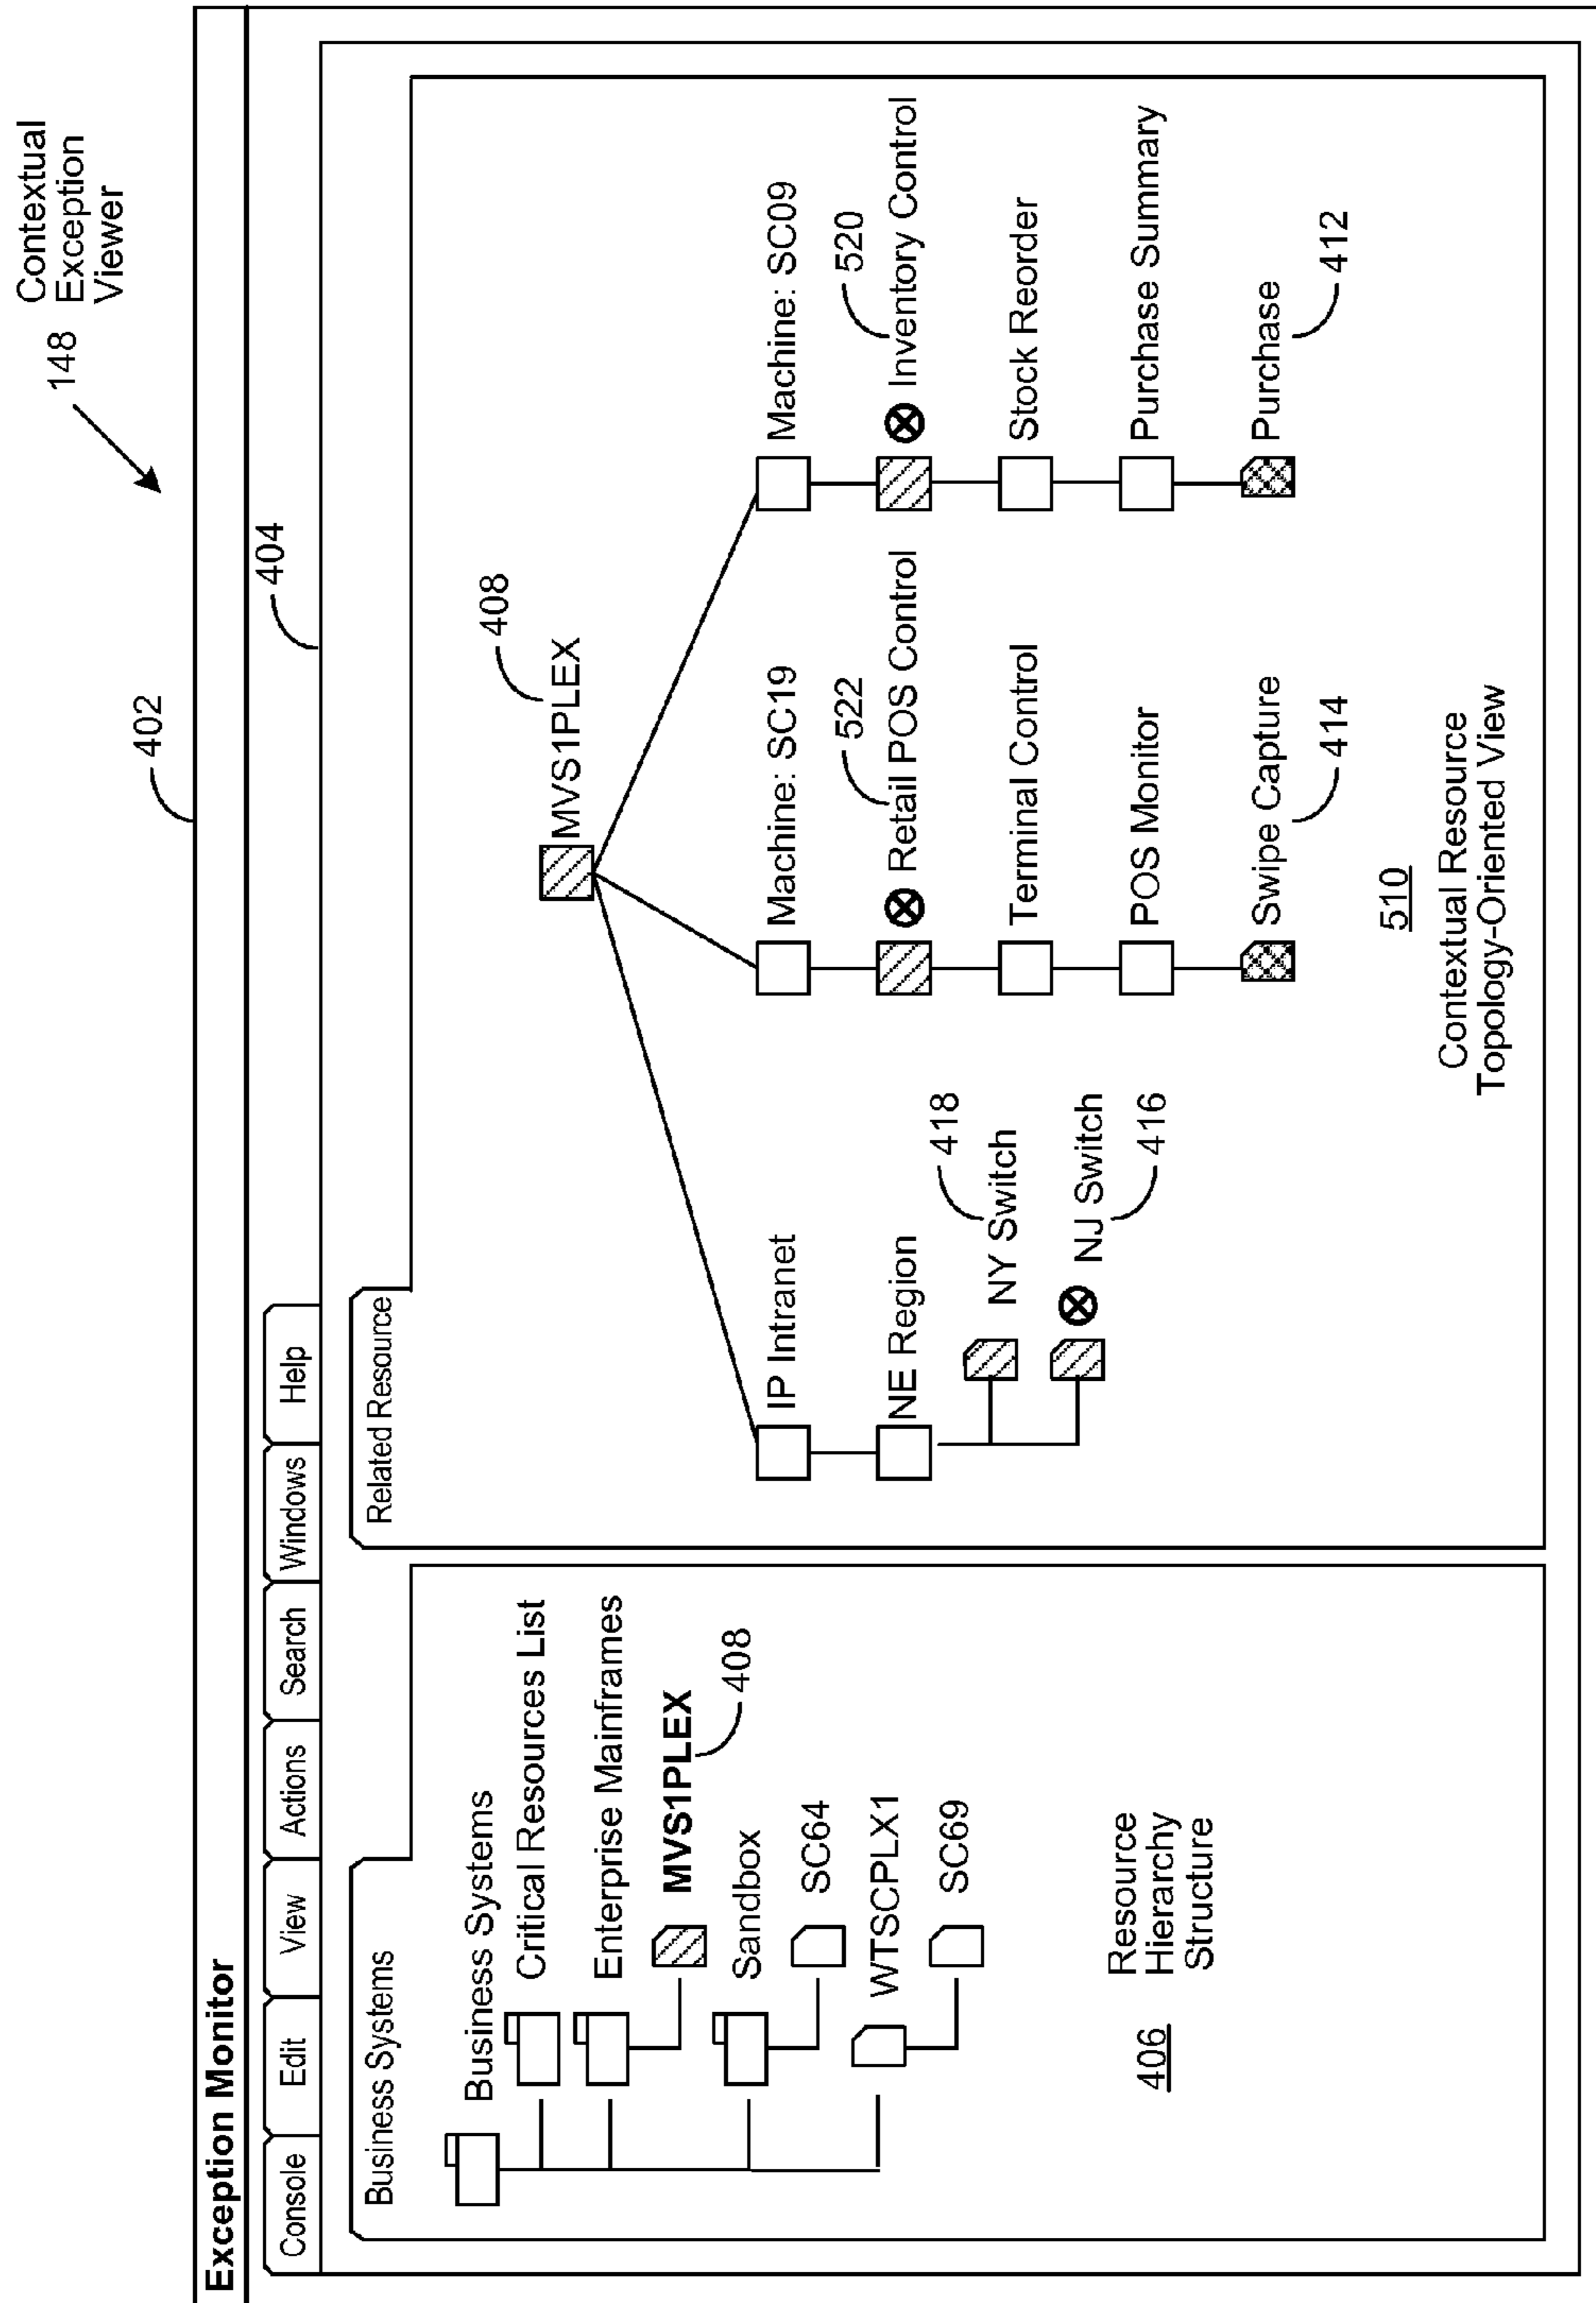 Contextual
Exception
Viewer
148
402
Exception Monitor
Console
Edit
View
Actions
Search
Windows
Help
404
Business Systems
Business Systems
Critical Resources List
Enterprise Mainframes
MVS1PLEX
408
Sandbox
SC64
WTSCPLX1
SC69
406
Resource
Hierarchy
Structure
Related Resource
MVS1PLEX
408
IP Intranet
NE Region
NY Switch
418
NJ Switch
416
Machine: SC19
522
Retail POS Control
Terminal Control
POS Monitor
Swipe Capture
414
Machine: SC09
520
Inventory Control
Stock Reorder
Purchase Summary
Purchase
412
510
Contextual Resource
Topology-Oriented View